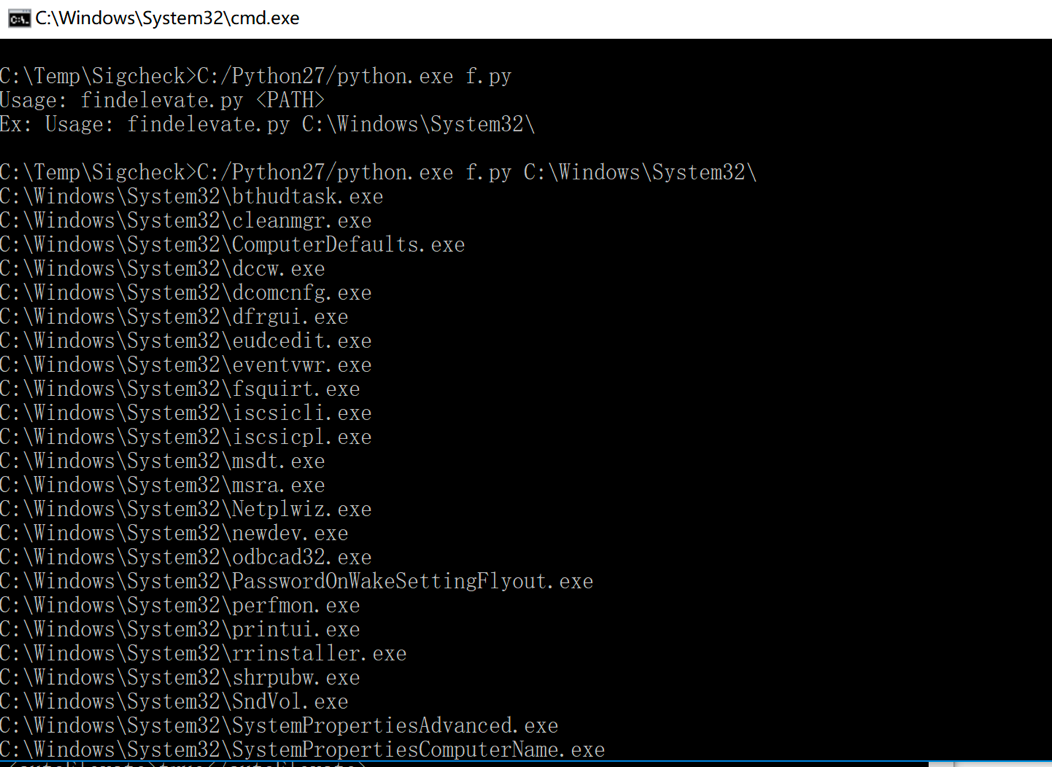 C:\Windows\System32\cmd.exe
C:\Temp\Sigcheck>C:/Python27/python.exe f.py
Usage: findelevate.py <PATH>
Ex: Usage: findelevate.py C:\Windows\System32\
C:\Temp\Sigcheck>C:/Python27/python.exe f.py C:\Windows\System32\
C:\Windows\System32\bthudtask.exe
C:\Windows\System32\cleanmgr.exe
C:\Windows\System32\ComputerDefaults.exe
C:\Windows\System32\dccw.exe
C:\Windows\System32\dcomcnfg.exe
C:\Windows\System32\dfrgui.exe
C:\Windows\System32\eudcedit.exe
C:\Windows\System32\eventvwr.exe
C:\Windows\System32\fsquirt.exe
C:\Windows\System32\iscsicli.exe
C:\Windows\System32\iscsicpl.exe
C:\Windows\System32\msdt.exe
C:\Windows\System32\msra.exe
C:\Windows\System32\Netplwiz.exe
C:\Windows\System32\newdev.exe
C:\Windows\System32\odbcad32.exe
C:\Windows\System32\PasswordOnWakeSettingFlyout.exe
C:\Windows\System32\perfmon.exe
C:\Windows\System32\printui.exe
C:\Windows\System32\rrinstaller.exe
C:\Windows\System32\shrpubw.exe
C:\Windows\System32\SndVol.exe
C:\Windows\System32\SystemPropertiesAdvanced.exe
C:\Windows\System32\SystemPropertiesComputerName.exe